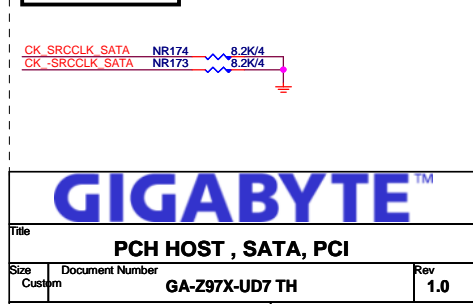 CK_SRCCLK_SATA NR174 8.2K/4
CK_-SRCCLK_SATA NR173 8.2K/4
GIGABYTE™
Title
PCH HOST , SATA, PCI
Size Document Number Rev
Custom GA-Z97X-UD7 TH 1.0